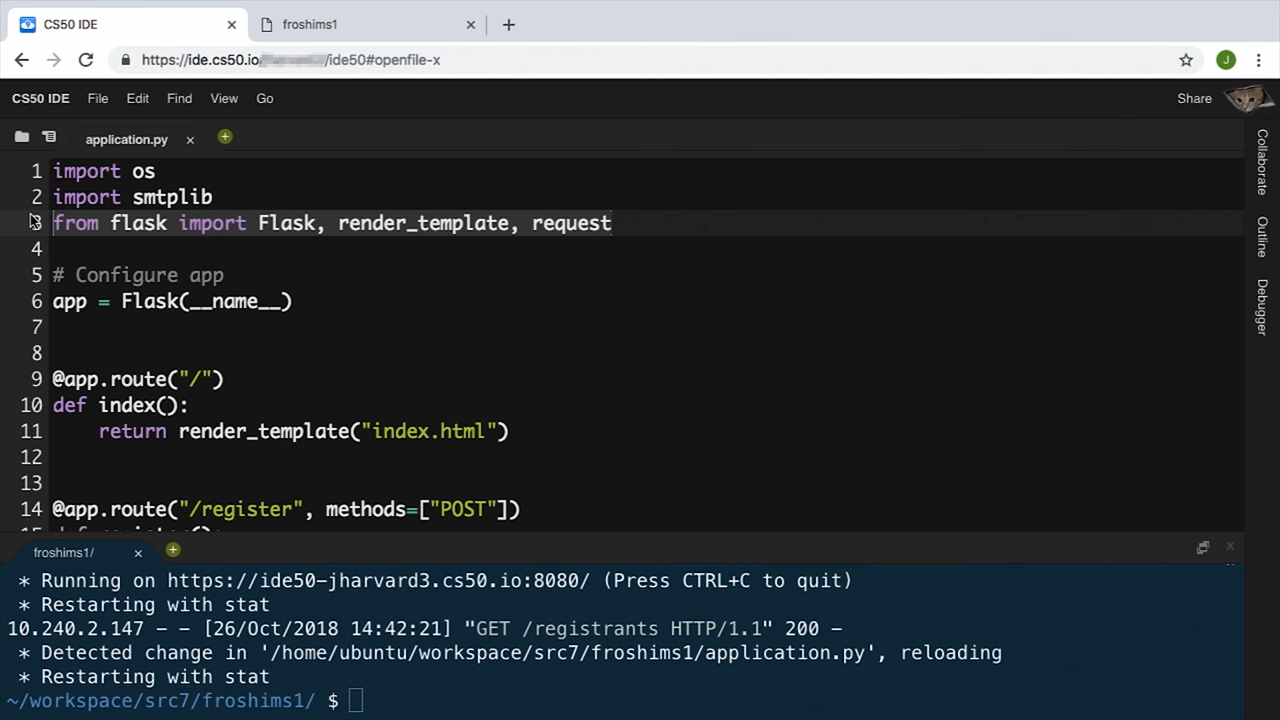 CS50 IDE
froshims1
https://ide.cs50.io/ /ide50#openfile-x
J
CS50 IDE File Edit Find View Go Share
application.py
1 import os
2 import smtplib
3 from flask import Flask, render_template, request
4
5 # Configure app
6 app = Flask(__name__)
7
8
9 @app.route("/")
10 def index():
11 return render_template("index.html")
12
13
14 @app.route("/register", methods=["POST"])
15 def register():
Collaborate
Outline
Debugger
froshims1/
* Running on https://ide50-jharvard3.cs50.io:8080/ (Press CTRL+C to quit)
* Restarting with stat
10.240.2.147 - - [26/Oct/2018 14:42:21] "GET /registrants HTTP/1.1" 200 -
* Detected change in '/home/ubuntu/workspace/src7/froshims1/application.py', reloading
* Restarting with stat
~/workspace/src7/froshims1/ $